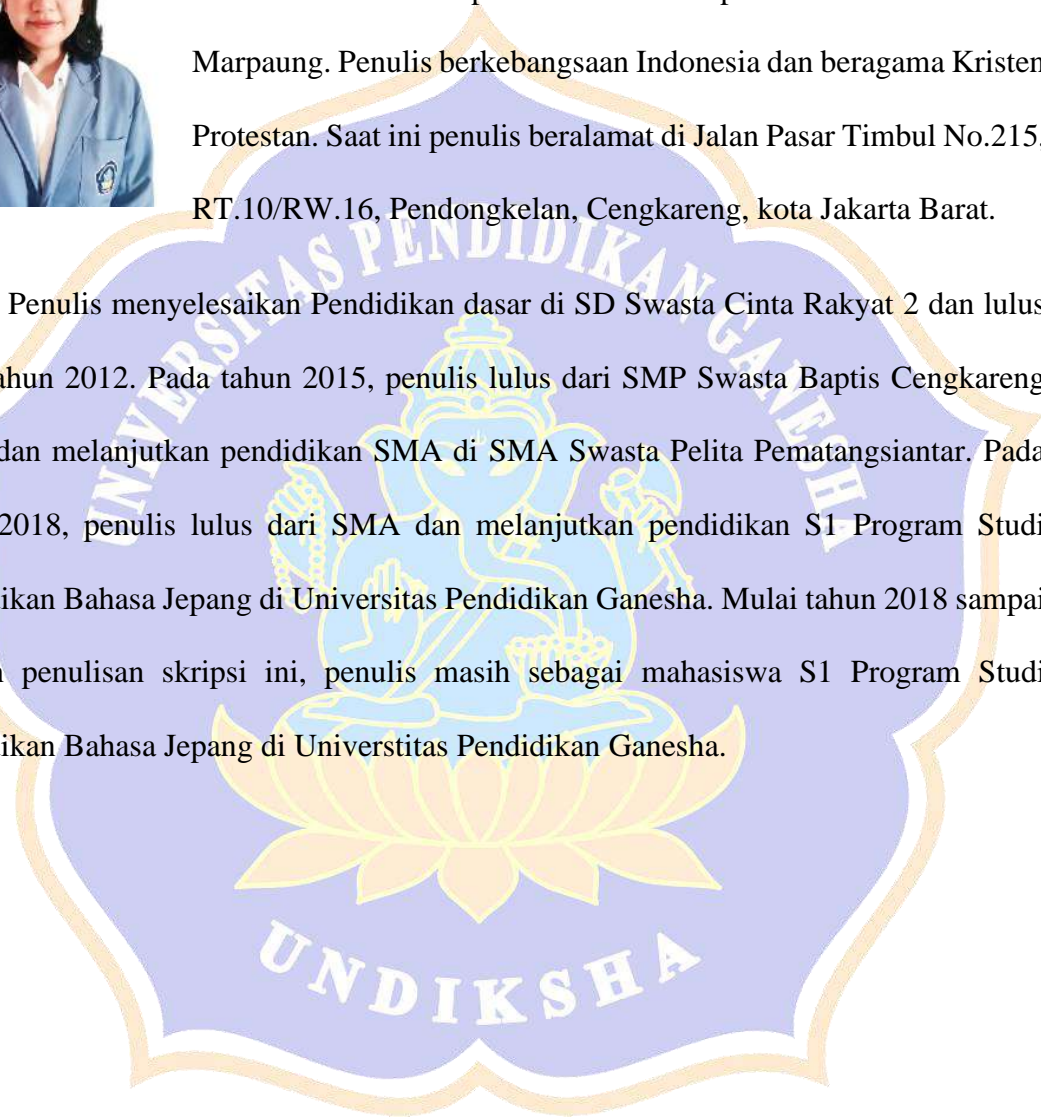 Marpaung. Penulis berkebangsaan Indonesia dan beragama Kristen
Protestan. Saat ini penulis beralamat di Jalan Pasar Timbul No.215,
RT.10/RW.16, Pendongkelan, Cengkareng, kota Jakarta Barat.
Penulis menyelesaikan Pendidikan dasar di SD Swasta Cinta Rakyat 2 dan lulus
ahun 2012. Pada tahun 2015, penulis lulus dari SMP Swasta Baptis Cengkareng
dan melanjutkan pendidikan SMA di SMA Swasta Pelita Pematangsiantar. Pada
2018, penulis lulus dari SMA dan melanjutkan pendidikan S1 Program Studi
ikan Bahasa Jepang di Universitas Pendidikan Ganesha. Mulai tahun 2018 sampai
penulisan skripsi ini, penulis masih sebagai mahasiswa S1 Program Studi
ikan Bahasa Jepang di Universtitas Pendidikan Ganesha.
UNIVERSITAS PENDIDIKAN GANESHA
UNDIKSHA